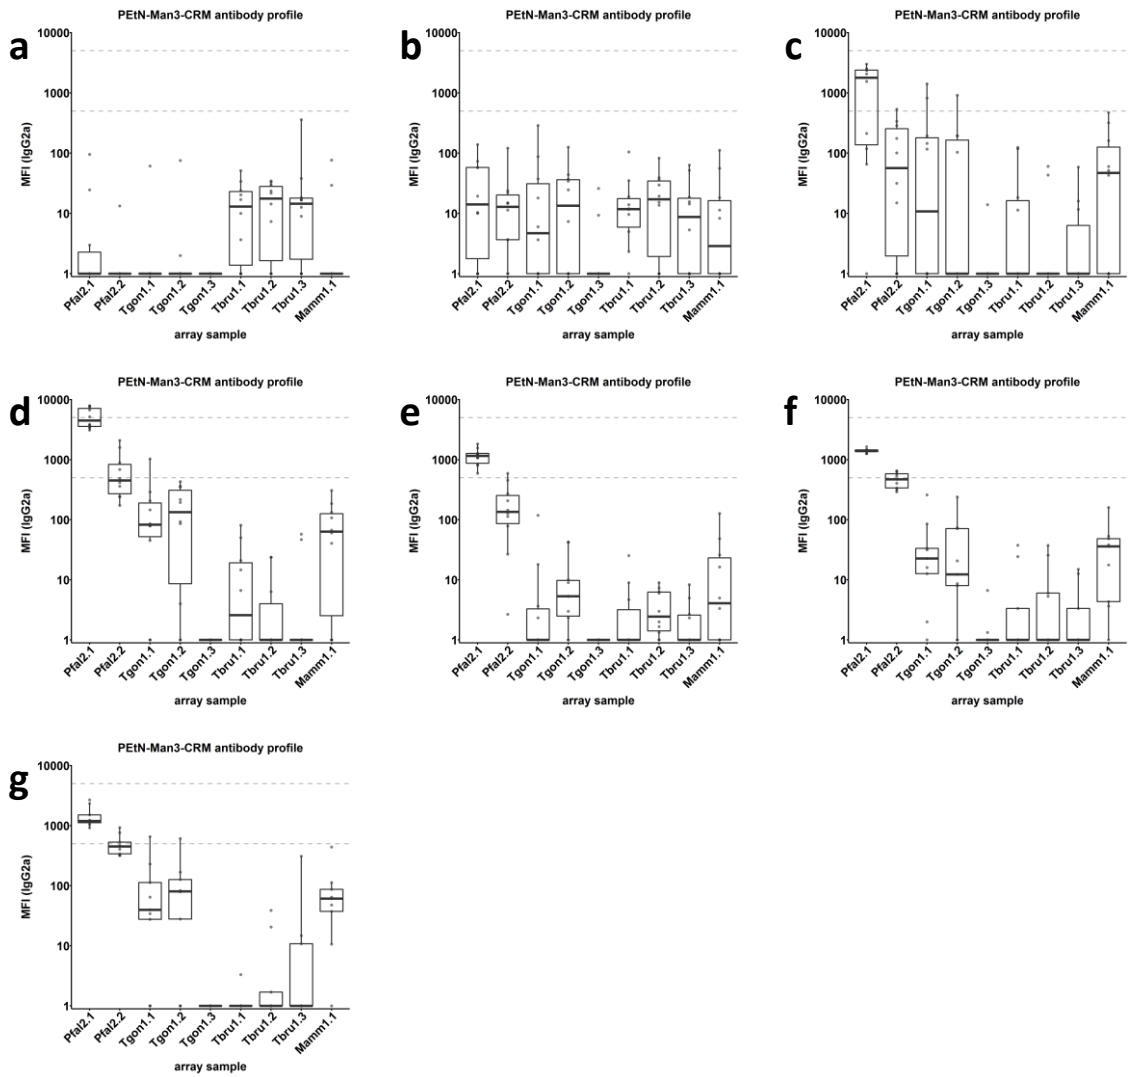 a
PEtN-Man3-CRM antibody profile
10000
1000
100
10
1
MFI (IgG2a)
Pfal2.1
Pfal2.2
Tgon1.1
Tgon1.2
Tgon1.3
Tbru1.1
Tbru1.2
Tbru1.3
Mamm1.1
array sample
b
PEtN-Man3-CRM antibody profile
10000
1000
100
10
1
MFI (IgG2a)
Pfal2.1
Pfal2.2
Tgon1.1
Tgon1.2
Tgon1.3
Tbru1.1
Tbru1.2
Tbru1.3
Mamm1.1
array sample
c
PEtN-Man3-CRM antibody profile
10000
1000
100
10
1
MFI (IgG2a)
Pfal2.1
Pfal2.2
Tgon1.1
Tgon1.2
Tgon1.3
Tbru1.1
Tbru1.2
Tbru1.3
Mamm1.1
array sample
d
PEtN-Man3-CRM antibody profile
10000
1000
100
10
1
MFI (IgG2a)
Pfal2.1
Pfal2.2
Tgon1.1
Tgon1.2
Tgon1.3
Tbru1.1
Tbru1.2
Tbru1.3
Mamm1.1
array sample
e
PEtN-Man3-CRM antibody profile
10000
1000
100
10
1
MFI (IgG2a)
Pfal2.1
Pfal2.2
Tgon1.1
Tgon1.2
Tgon1.3
Tbru1.1
Tbru1.2
Tbru1.3
Mamm1.1
array sample
f
PEtN-Man3-CRM antibody profile
10000
1000
100
10
1
MFI (IgG2a)
Pfal2.1
Pfal2.2
Tgon1.1
Tgon1.2
Tgon1.3
Tbru1.1
Tbru1.2
Tbru1.3
Mamm1.1
array sample
g
PEtN-Man3-CRM antibody profile
10000
1000
100
10
1
MFI (IgG2a)
Pfal2.1
Pfal2.2
Tgon1.1
Tgon1.2
Tgon1.3
Tbru1.1
Tbru1.2
Tbru1.3
Mamm1.1
array sample